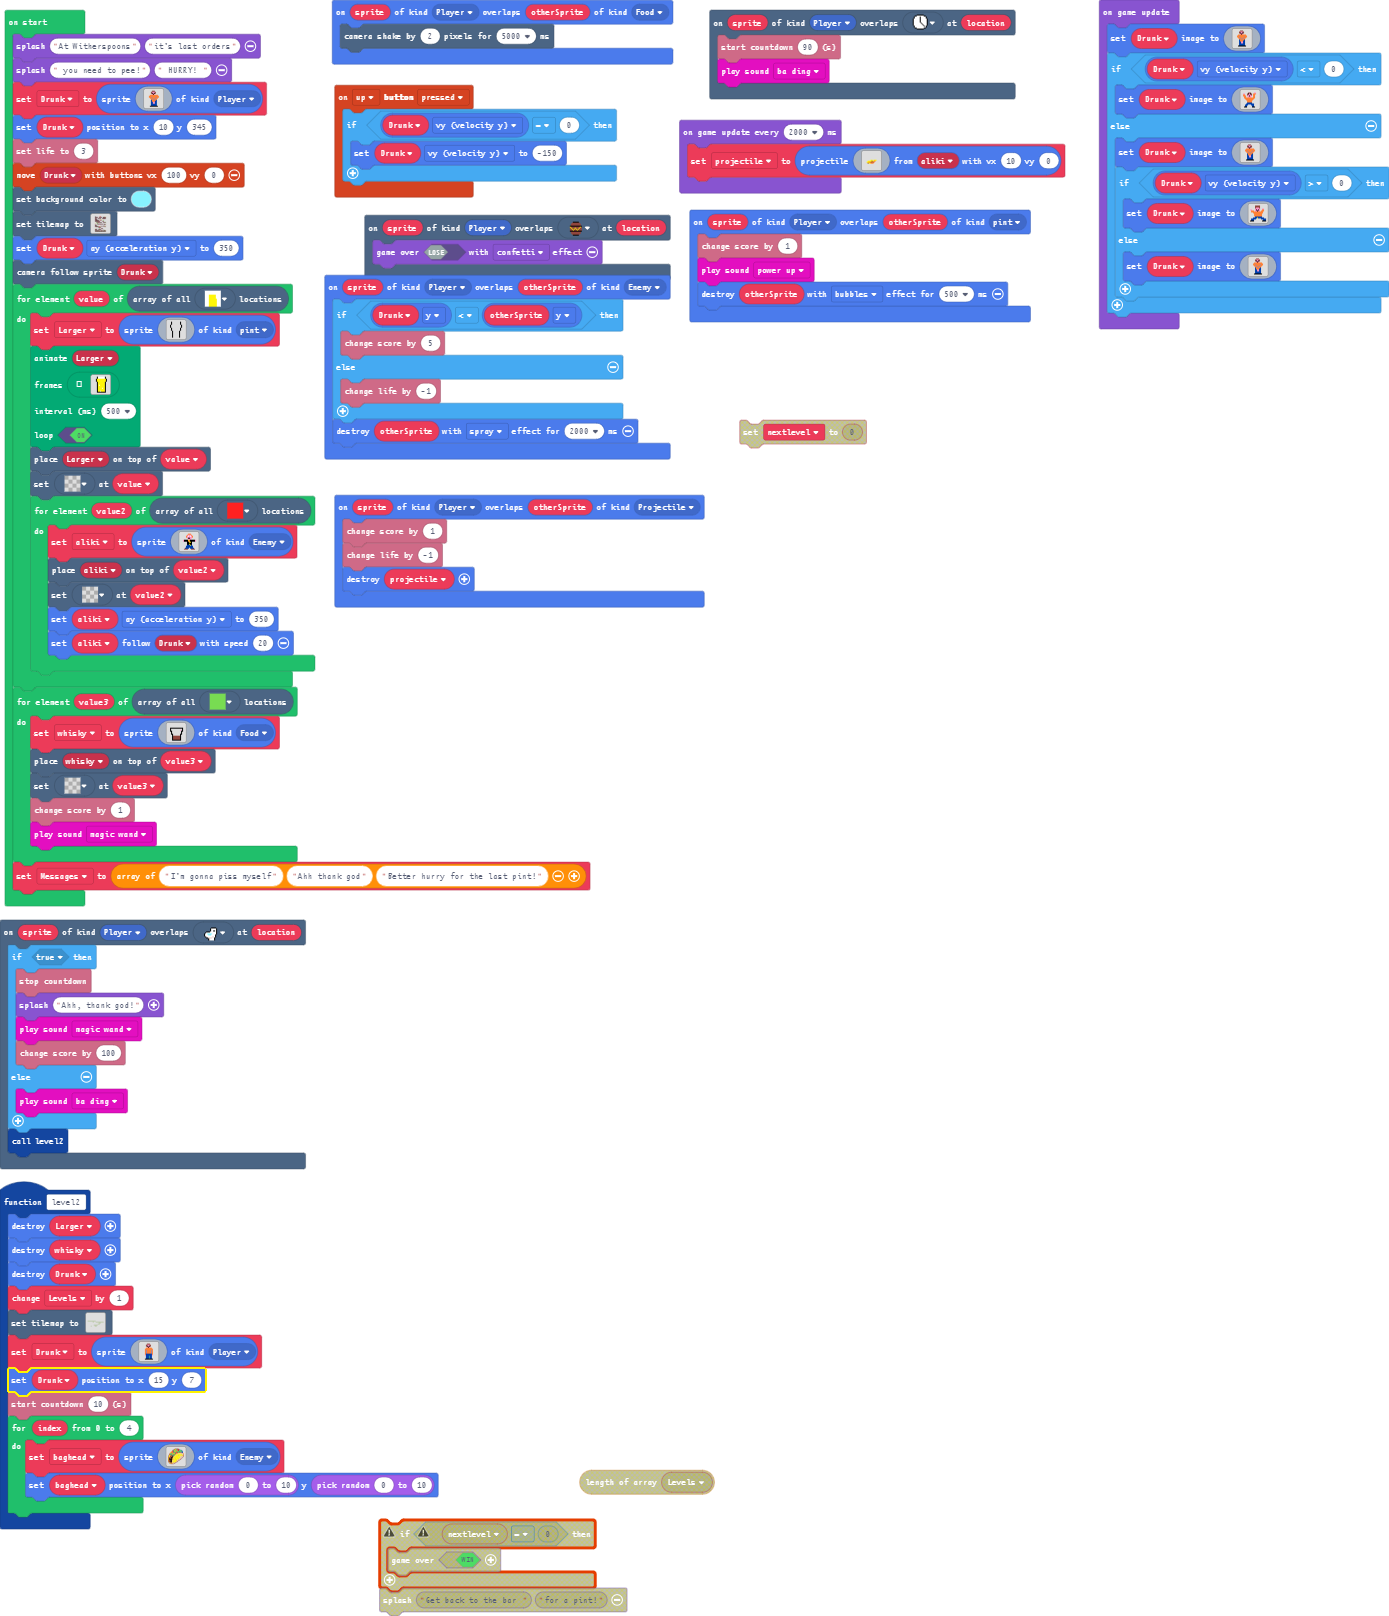 on start
splash "At Witherspoons" "it's last orders"
splash " you need to pee!" " HURRY! "
set Drunk to sprite of kind Player
set Drunk position to x 10 y 345
set life to 3
move Drunk with buttons vx 100 vy 0
set background color to
set tilemap to
set Drunk ay (acceleration y) to 350
camera follow sprite Drunk
for element value of array of all locations
do
set Larger to sprite of kind pint
animate Larger
frames
interval (ms) 500
loop ON
place Larger on top of value
set at value
for element value2 of array of all locations
do
set aliki to sprite of kind Enemy
place aliki on top of value2
set at value2
set aliki ay (acceleration y) to 350
set aliki follow Drunk with speed 20
for element value3 of array of all locations
do
set whisky to sprite of kind Food
place whisky on top of value3
set at value3
change score by 1
play sound magic wand
set Messages to array of "I'm gonna piss myself" "Ahh thank god" "Better hurry for the last pint!"
on sprite of kind Player overlaps at location
if true then
stop countdown
splash "Ahh, thank god!"
play sound magic wand
change score by 100
else
play sound ba ding
call level2
function level2
destroy Larger
destroy whisky
destroy Drunk
change Levels by 1
set tilemap to
set Drunk to sprite of kind Player
set Drunk position to x 15 y 7
start countdown 10 (s)
for index from 0 to 4
do
set baghead to sprite of kind Enemy
set baghead position to x pick random 0 to 10 y pick random 0 to 10
on sprite of kind Player overlaps otherSprite of kind Food
camera shake by 2 pixels for 5000 ms
on up button pressed
if Drunk vy (velocity y) = 0 then
set Drunk vy (velocity y) to -150
on sprite of kind Player overlaps at location
game over LOSE with confetti effect
on sprite of kind Player overlaps otherSprite of kind Enemy
if Drunk y < otherSprite y then
change score by 5
else
change life by -1
destroy otherSprite with spray effect for 2000 ms
on sprite of kind Player overlaps otherSprite of kind Projectile
change score by 1
change life by -1
destroy projectile
on sprite of kind Player overlaps at location
start countdown 90 (s)
play sound ba ding
on game update every 2000 ms
set projectile to projectile from aliki with vx 10 vy 0
on sprite of kind Player overlaps otherSprite of kind pint
change score by 1
play sound power up
destroy otherSprite with bubbles effect for 500 ms
set nextlevel to 0
on game update
set Drunk image to
if Drunk vy (velocity y) < 0 then
set Drunk image to
else
set Drunk image to
if Drunk vy (velocity y) > 0 then
set Drunk image to
else
set Drunk image to
length of array Levels
if nextlevel = 0 then
game over WIN
splash "Get back to the bar " "for a pint!"